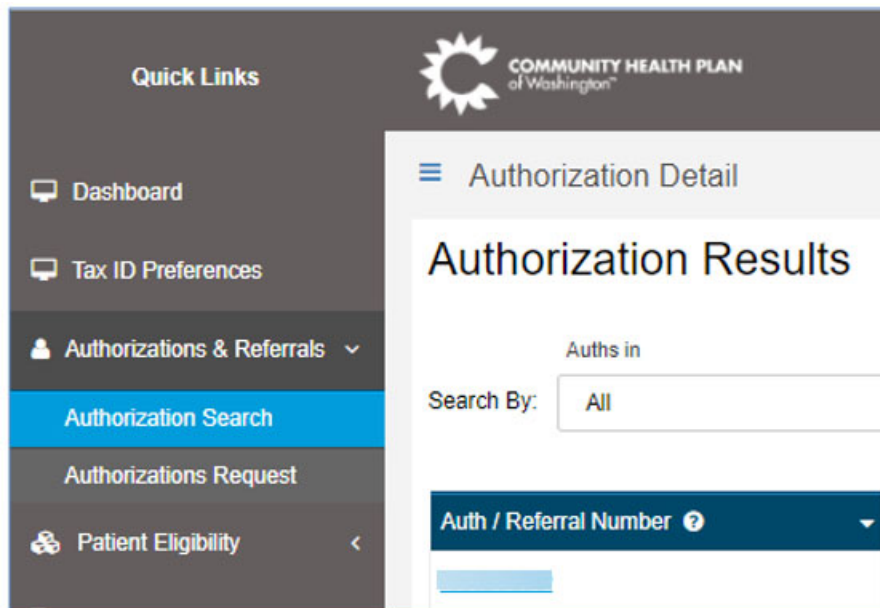 Quick Links
COMMUNITY HEALTH PLAN
of Washington™
Dashboard
Tax ID Preferences
Authorizations & Referrals
Authorization Search
Authorizations Request
Patient Eligibility
Authorization Detail
Authorization Results
Auths in
Search By:
All
Auth / Referral Number